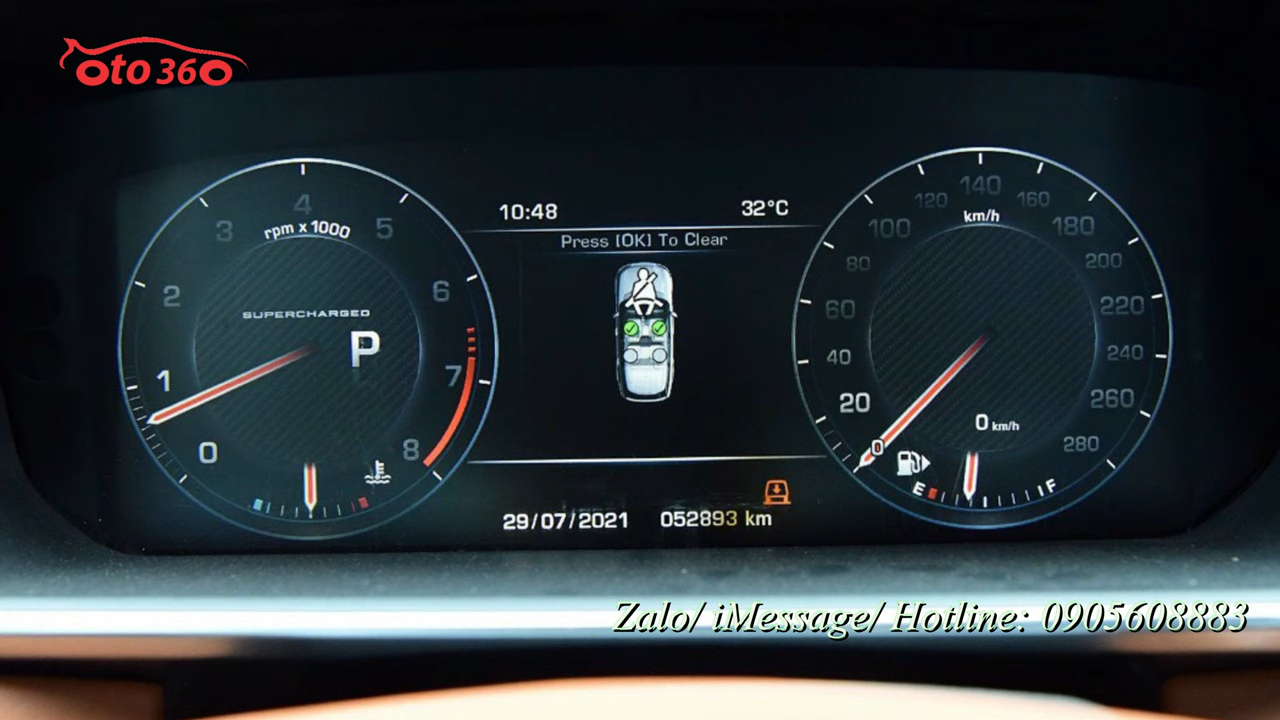 oto 360
10:48
32°C
Press [OK] To Clear
0
1
2
3
4
5
6
7
8
rpm x 1000
SUPERCHARGED
P
0
20
40
60
80
100
120
140
160
180
200
220
240
260
280
km/h
0 km/h
E
F
29/07/2021
052893 km
Zalo/ iMessage/ Hotline: 0905608883